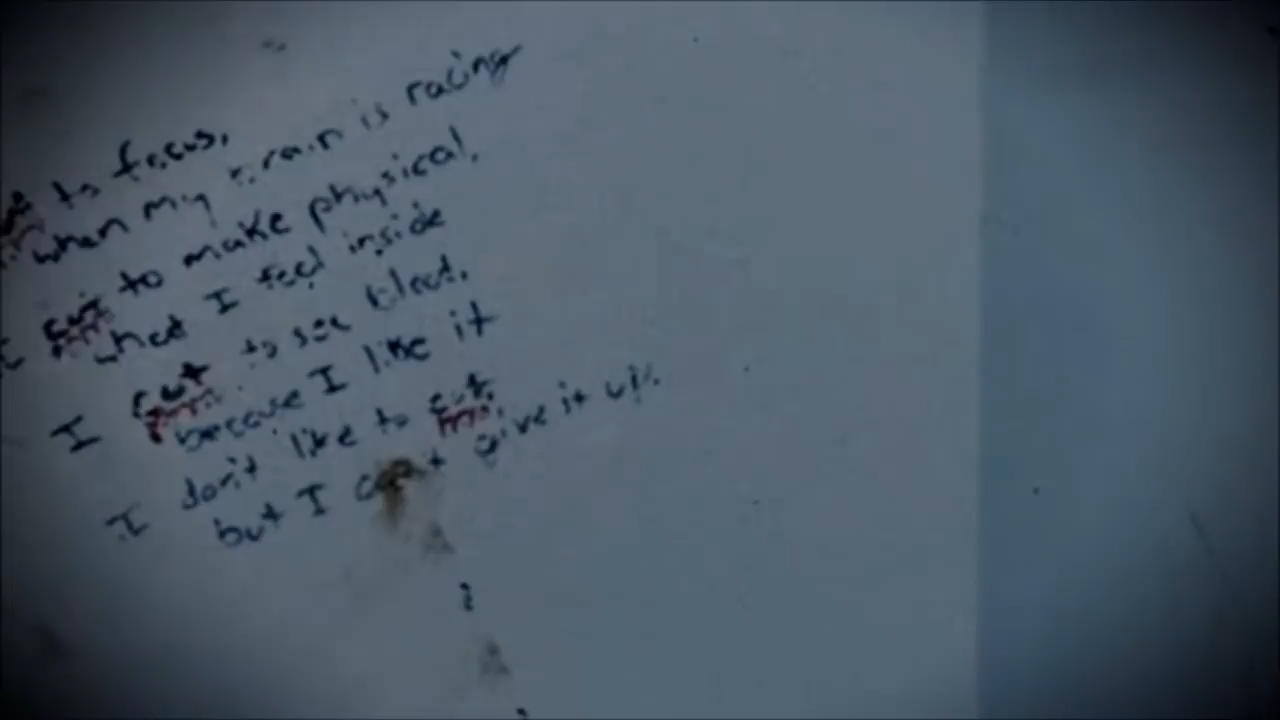 to focus,
when my brain is racing
cut to make physical,
what I feel inside
I cut to see blood,
because I like it
I don't like to cut,
but I can't give it up.